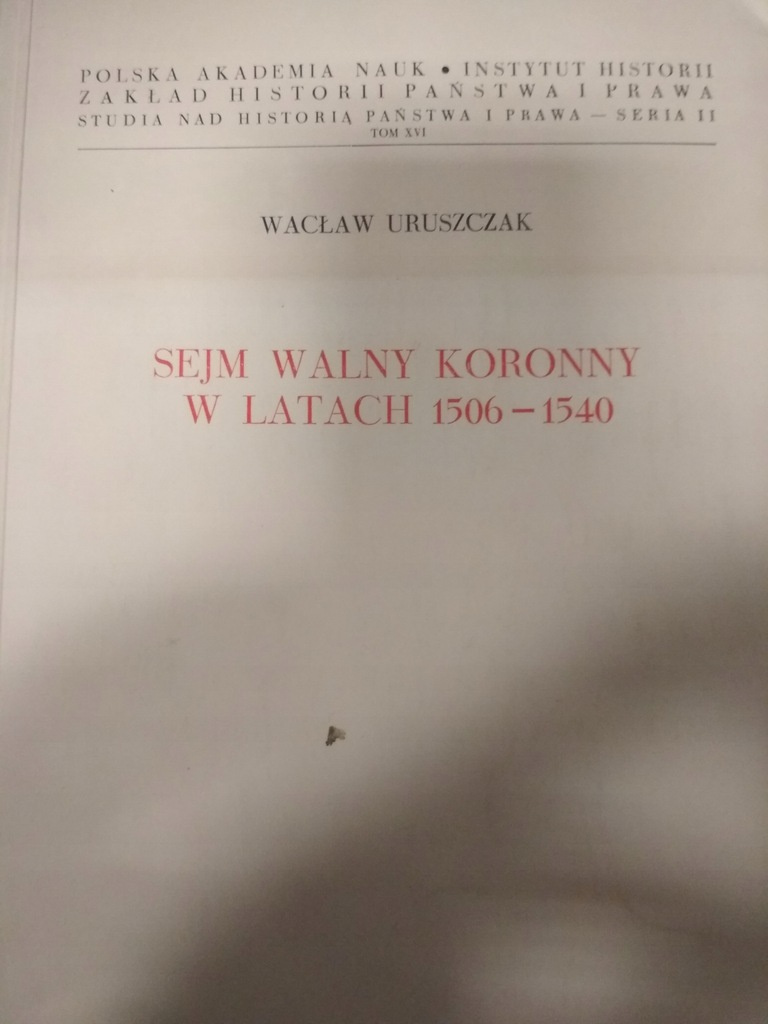 POLSKA AKADEMIA NAUK • INSTYTUT HISTORII
ZAKŁAD HISTORII PAŃSTWA I PRAWA
STUDIA NAD HISTORIĄ PAŃSTWA I PRAWA — SERIA II
TOM XVI
WACŁAW URUSZCZAK
SEJM WALNY KORONNY
W LATACH 1506 – 1540